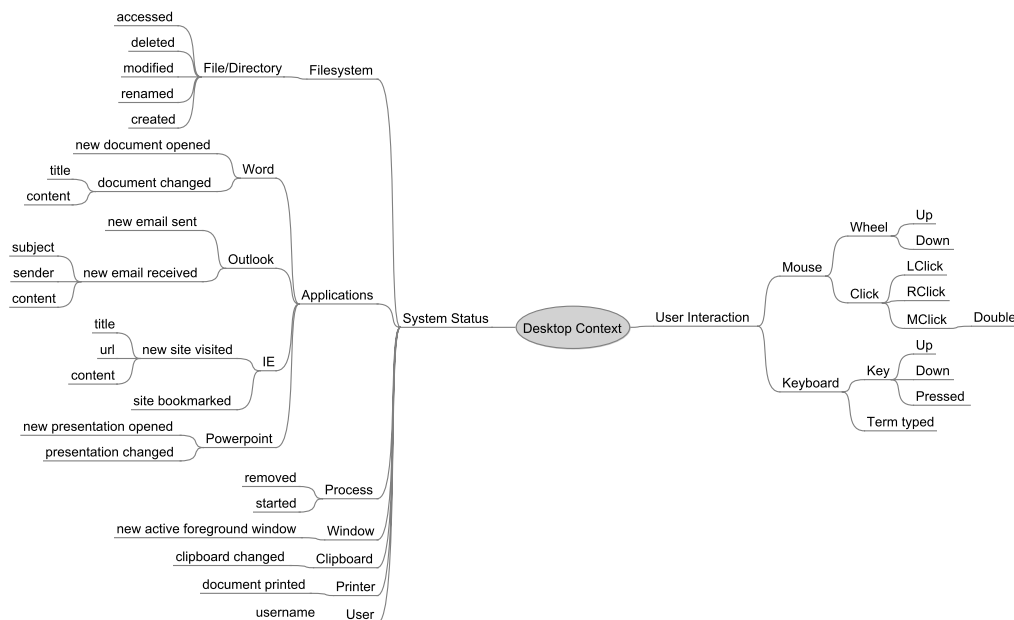 accessed
deleted
modified
renamed
created
File/Directory
Filesystem
new document opened
title
content
document changed
Word
new email sent
subject
sender
content
new email received
Outlook
title
url
content
new site visited
site bookmarked
IE
new presentation opened
presentation changed
Powerpoint
Applications
removed
started
Process
new active foreground window
Window
clipboard changed
Clipboard
document printed
Printer
username
User
System Status
Desktop Context
User Interaction
Mouse
Wheel
Up
Down
Click
LClick
RClick
MClick
Double
Keyboard
Key
Up
Down
Pressed
Term typed